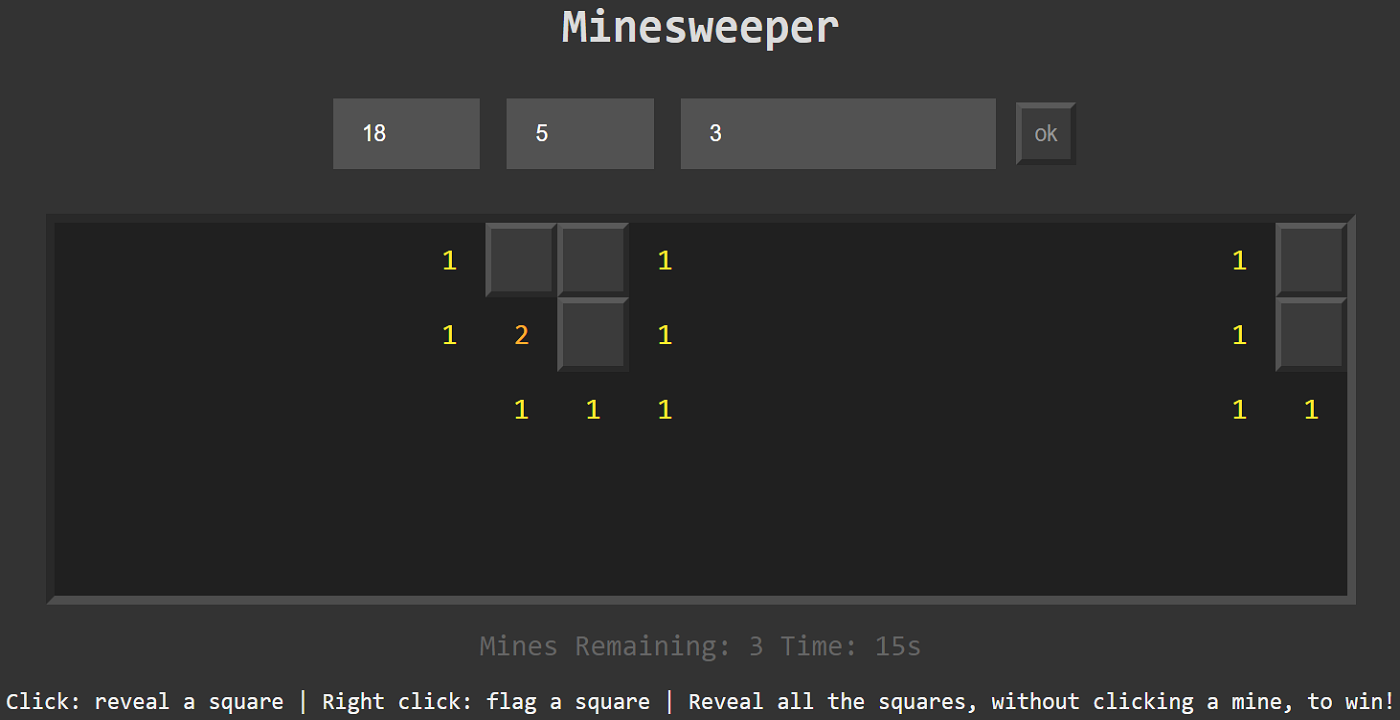 Minesweeper
18 5 3 ok
1 1 1
1 2 1 1
1 1 1 1 1
Mines Remaining: 3 Time: 15s
Click: reveal a square | Right click: flag a square | Reveal all the squares, without clicking a mine, to win!